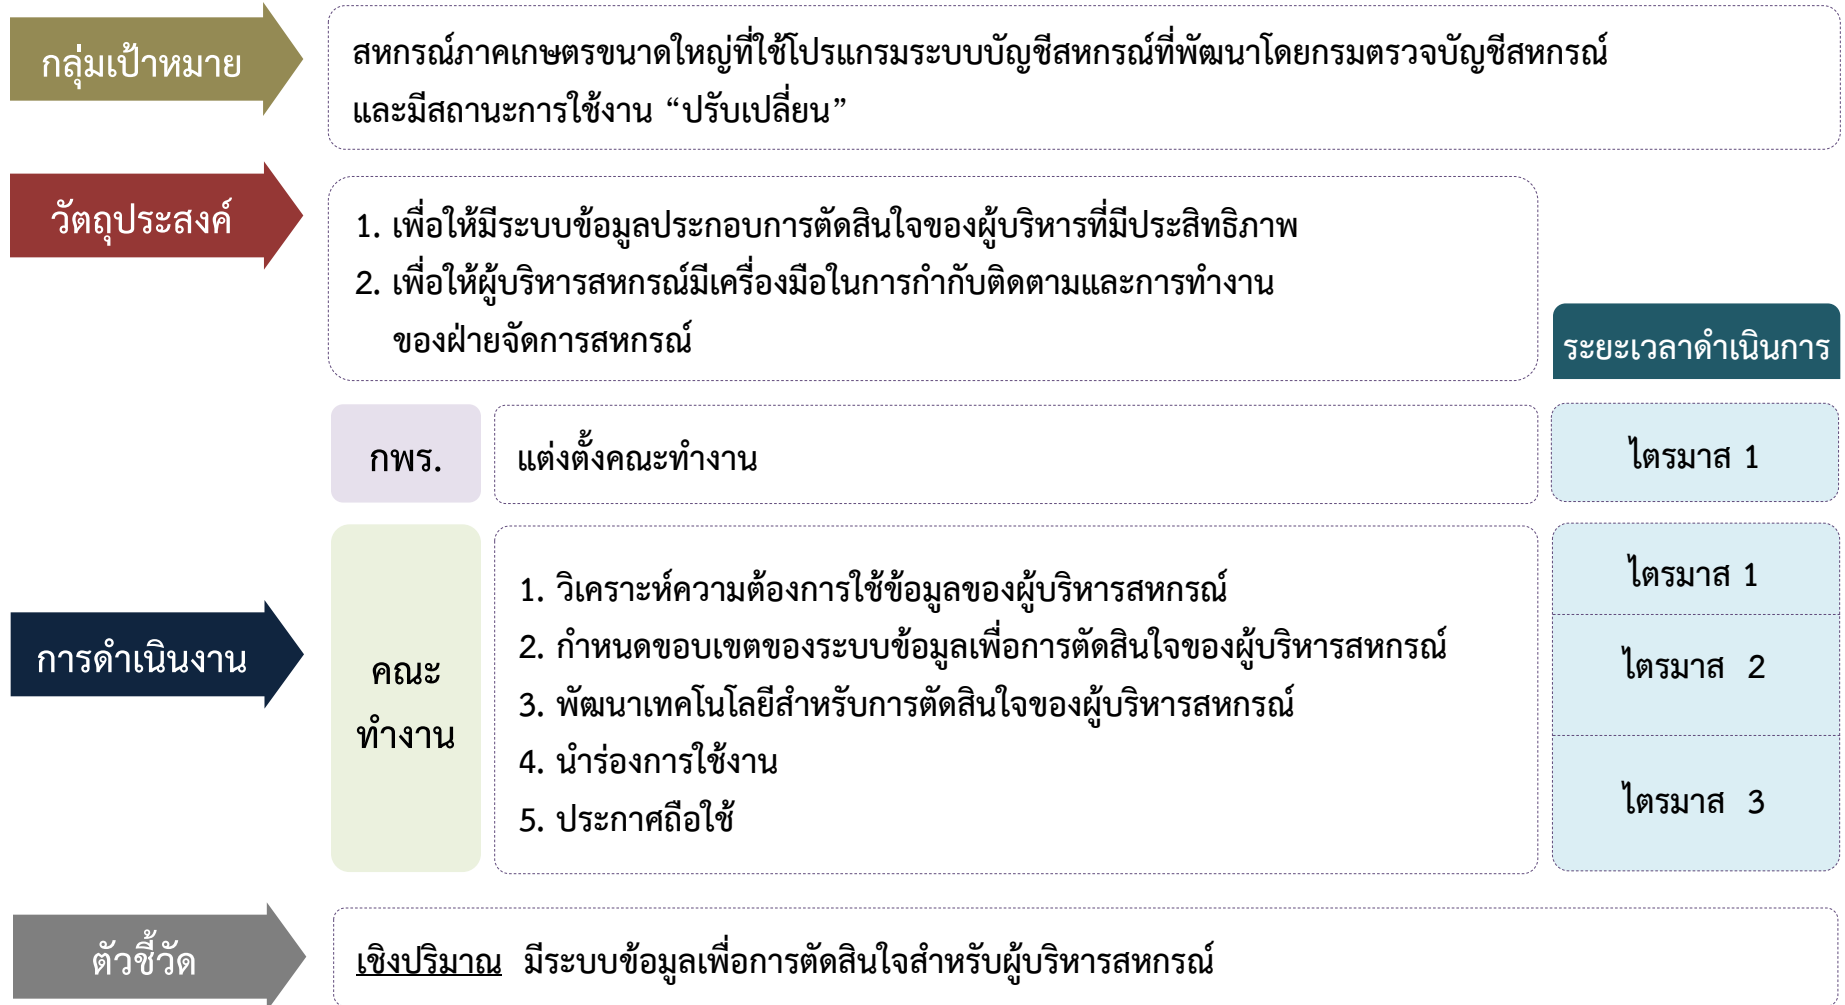 กลุ่มเป้าหมาย
สหกรณ์ภาคเกษตรขนาดใหญ่ที่ใช้โปรแกรมระบบบัญชีสหกรณ์ที่พัฒนาโดยกรมตรวจบัญชีสหกรณ์
และมีสถานะการใช้งาน “ปรับเปลี่ยน”
วัตถุประสงค์
1. เพื่อให้มีระบบข้อมูลประกอบการตัดสินใจของผู้บริหารที่มีประสิทธิภาพ
2. เพื่อให้ผู้บริหารสหกรณ์มีเครื่องมือในการกำกับติดตามและการทำงาน
ของฝ่ายจัดการสหกรณ์
ระยะเวลาดำเนินการ
กพร.
แต่งตั้งคณะทำงาน
ไตรมาส 1
การดำเนินงาน
คณะ
ทำงาน
1. วิเคราะห์ความต้องการใช้ข้อมูลของผู้บริหารสหกรณ์
2. กำหนดขอบเขตของระบบข้อมูลเพื่อการตัดสินใจของผู้บริหารสหกรณ์
3. พัฒนาเทคโนโลยีสำหรับการตัดสินใจของผู้บริหารสหกรณ์
4. นำร่องการใช้งาน
5. ประกาศถือใช้
ไตรมาส 1
ไตรมาส 2
ไตรมาส 3
ตัวชี้วัด
เชิงปริมาณ มีระบบข้อมูลเพื่อการตัดสินใจสำหรับผู้บริหารสหกรณ์